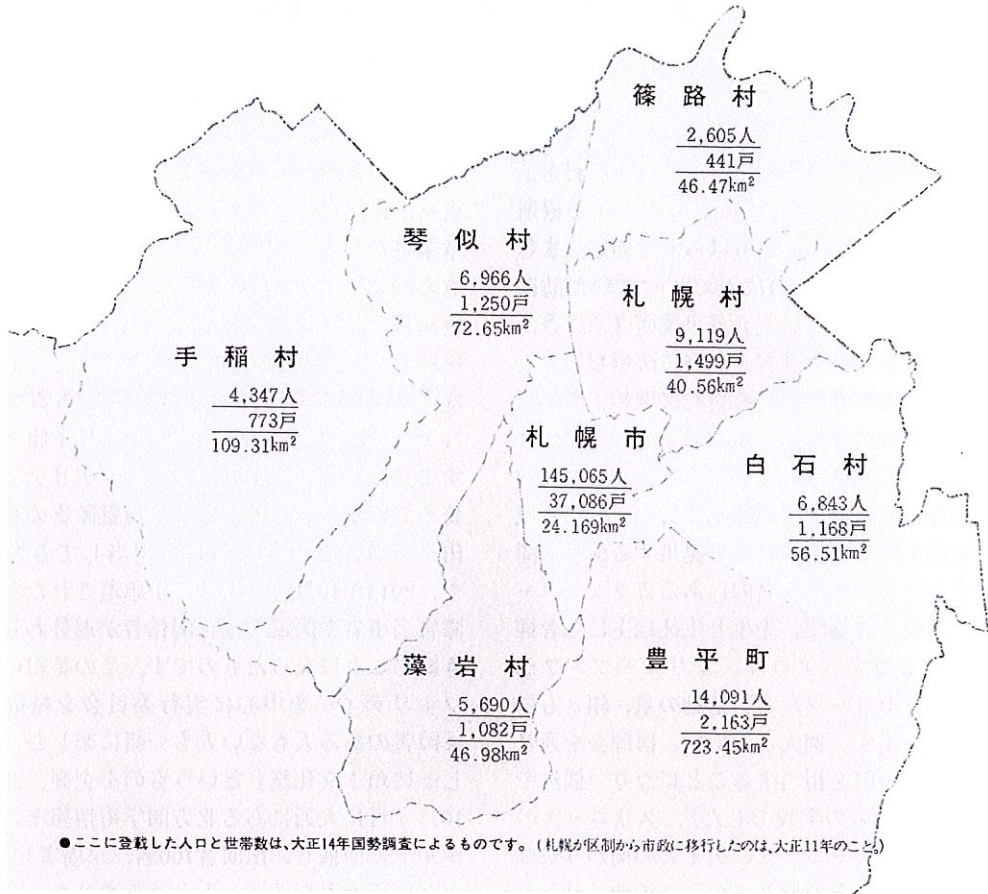 篠路村
2,605人
441戸
46.47km²
琴似村
6,966人
1,250戸
72.65km²
札幌村
9,119人
1,499戸
40.56km²
手稲村
4,347人
773戸
109.31km²
札幌市
145,065人
37,086戸
24.169km²
白石村
6,843人
1,168戸
56.51km²
藻岩村
5,690人
1,082戸
46.98km²
豊平町
14,091人
2,163戸
723.45km²
●ここに登載した人口と世帯数は、大正14年国勢調査によるものです。(札幌が区制から市政に移行したのは、大正11年のこと。)